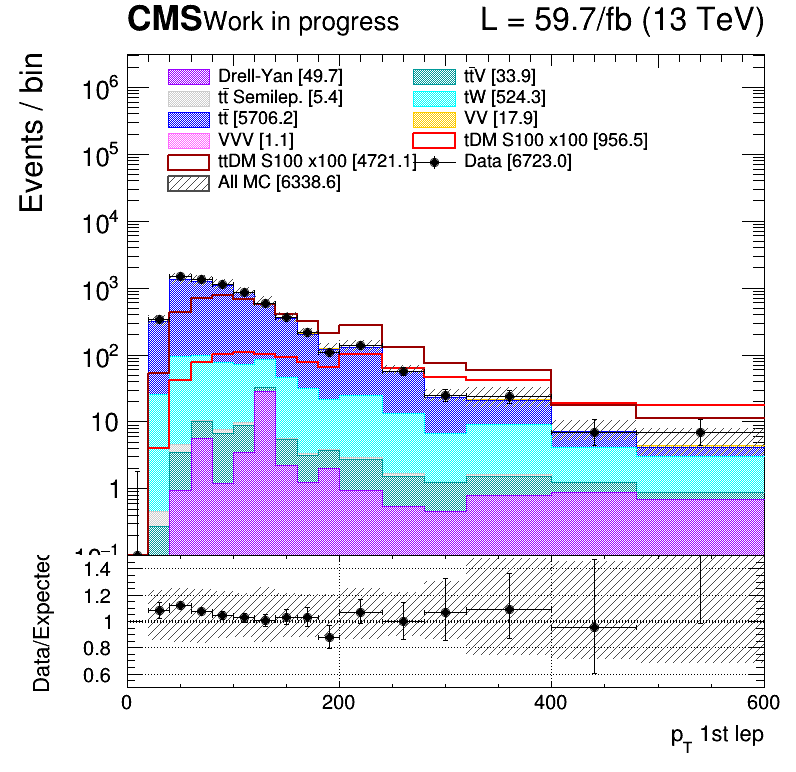 CMS Work in progress L = 59.7/fb (13 TeV)
Events / bin
10⁶
10⁵
10⁴
10³
10²
10
1
10⁻¹
Drell-Yan [49.7]
tt̄ Semilep. [5.4]
tt̄ [5706.2]
VVV [1.1]
ttDM S100 x100 [4721.1]
All MC [6338.6]
tt̄V [33.9]
tW [524.3]
VV [17.9]
tDM S100 x100 [956.5]
Data [6723.0]
Data/Expected
1.4
1.2
1
0.8
0.6
0 200 400 600
p_T 1st lep